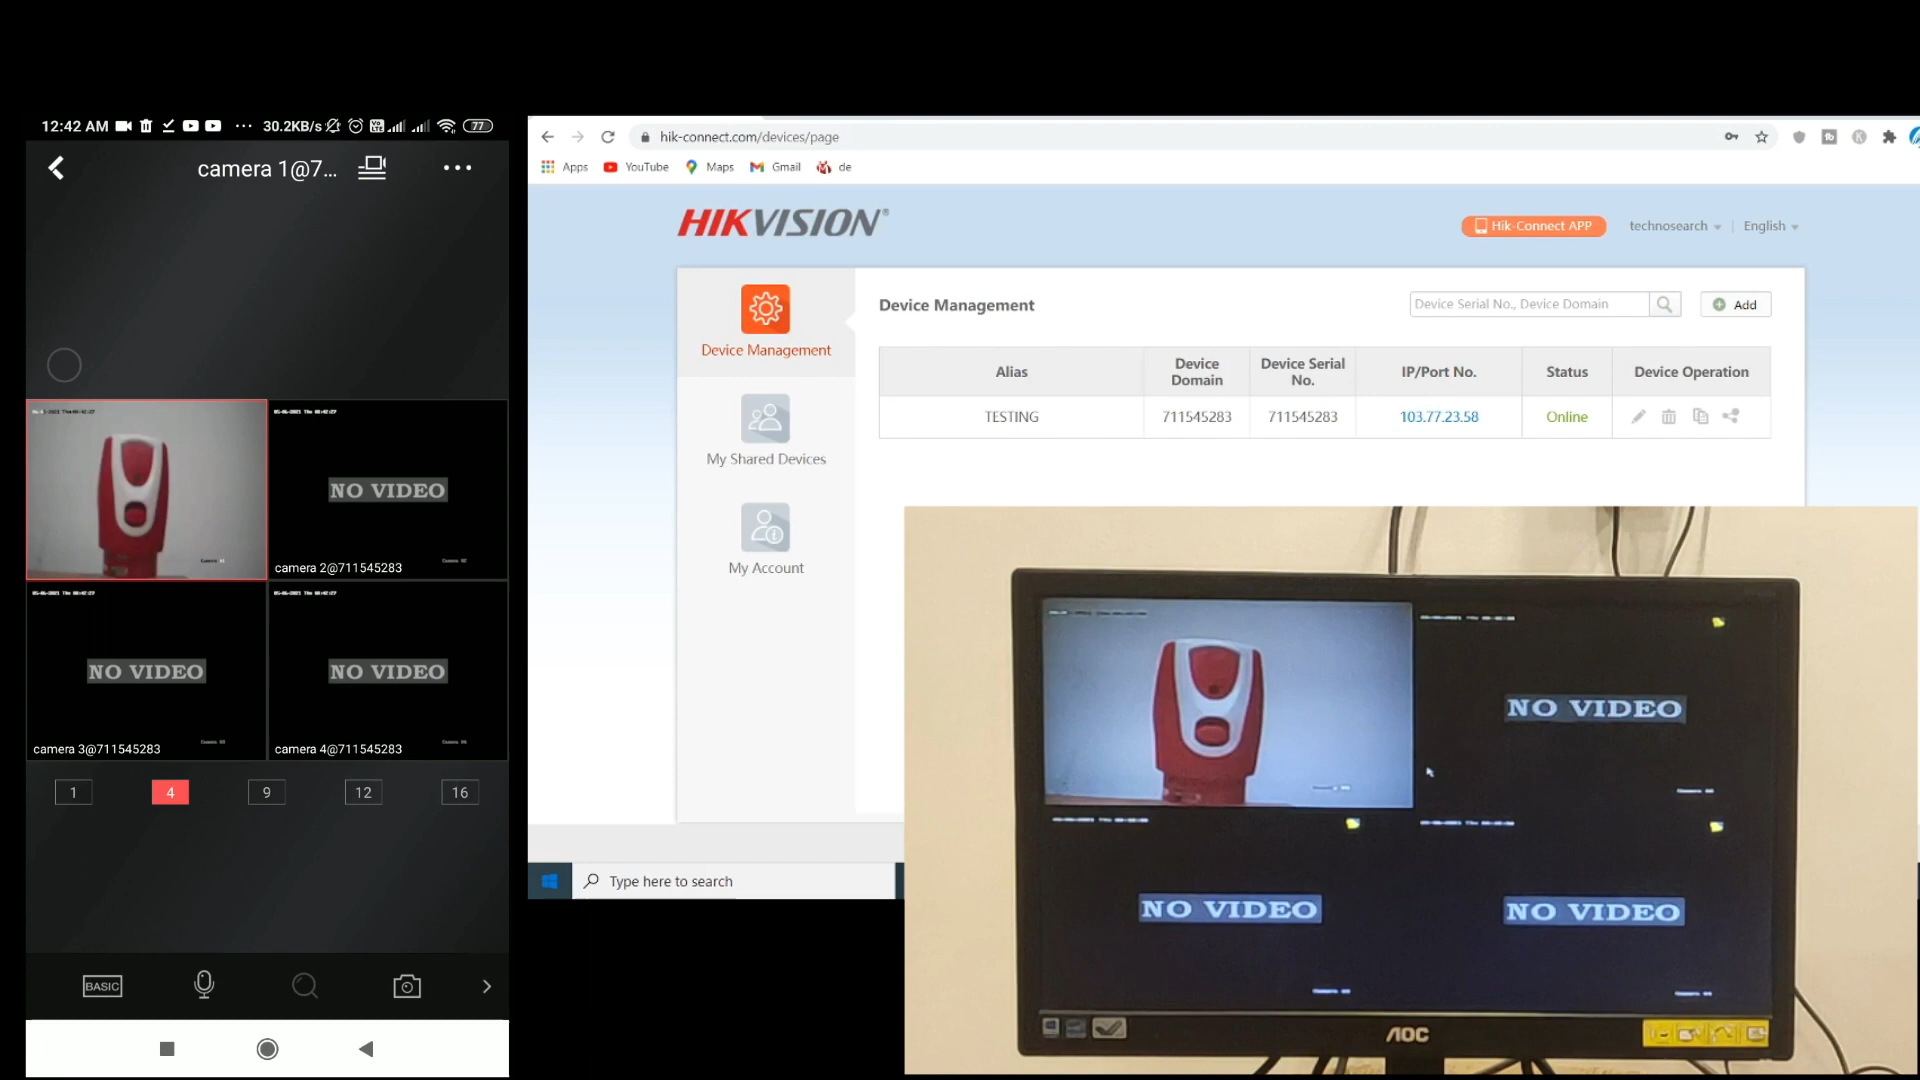 12:42 AM
30.2KB/s
77
camera 1@7...
NO VIDEO
camera 2@711545283
NO VIDEO
camera 3@711545283
NO VIDEO
camera 4@711545283
1
4
9
12
16
BASIC
hik-connect.com/devices/page
Apps
YouTube
Maps
Gmail
de
HIKVISION®
Hik-Connect APP
technosearch
English
Device Management
My Shared Devices
My Account
Device Management
Device Serial No., Device Domain
Add
Alias
Device Domain
Device Serial No.
IP/Port No.
Status
Device Operation
TESTING
711545283
711545283
103.77.23.58
Online
Type here to search
NO VIDEO
NO VIDEO
NO VIDEO
AOC